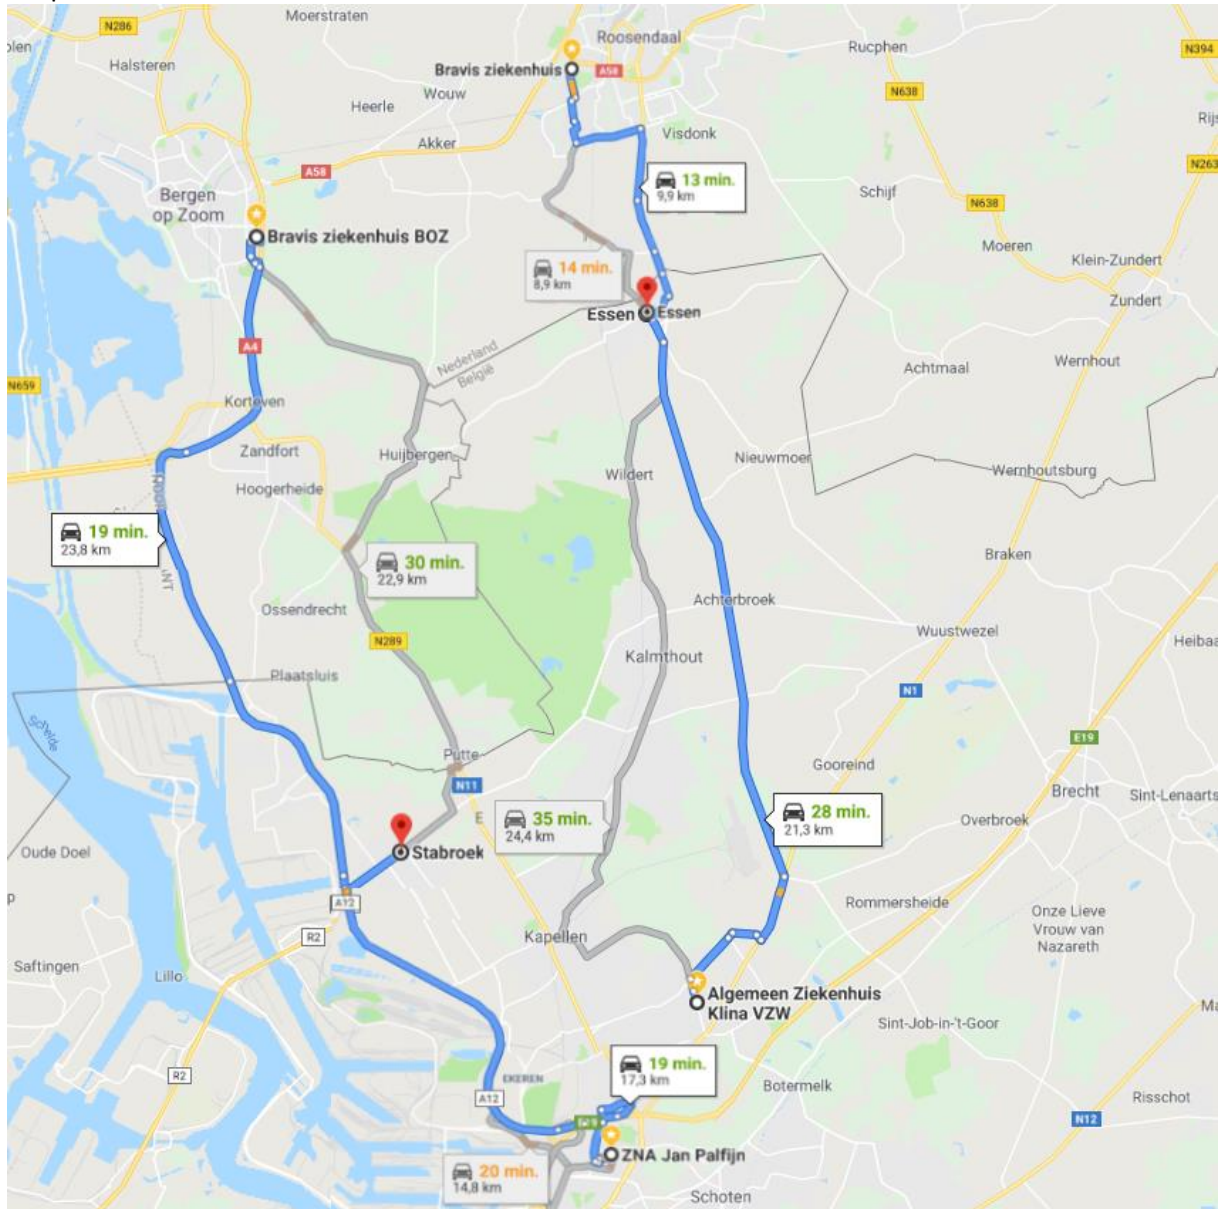 Moerstraten
N286
Roosendaal
Rucphen
N394
Halsteren
Bravis ziekenhuis
A58
Wouw
N638
Heerle
Visdonk
Akker
A58
N263
13 min.
9,9 km
Schijf
Bergen
op Zoom
N638
Bravis ziekenhuis BOZ
Moeren
Klein-Zundert
14 min.
8,9 km
Zundert
Essen
Essen
A4
Nederland
België
Achtmaal
Wernhout
N659
Korteven
Zandfort
Huijbergen
Wildert
Nieuwmoer
Wernhoutsburg
Hoogerheide
19 min.
23,8 km
30 min.
22,9 km
Braken
Ossendrecht
Achterbroek
N289
Wuustwezel
Kalmthout
Plaatsluis
N1
Schelde
E19
Putte
Gooreind
N11
Brecht
Sint-Lenaarts
35 min.
24,4 km
28 min.
21,3 km
Overbroek
Oude Doel
Stabroek
A12
Rommersheide
Onze Lieve
Vrouw van
Nazareth
R2
Kapellen
Saftingen
Lillo
Algemeen Ziekenhuis
Klina VZW
Sint-Job-in-'t-Goor
R2
EKEREN
19 min.
17,3 km
Botermelk
A12
Risschot
N12
ZNA Jan Palfijn
20 min.
14,8 km
Schoten